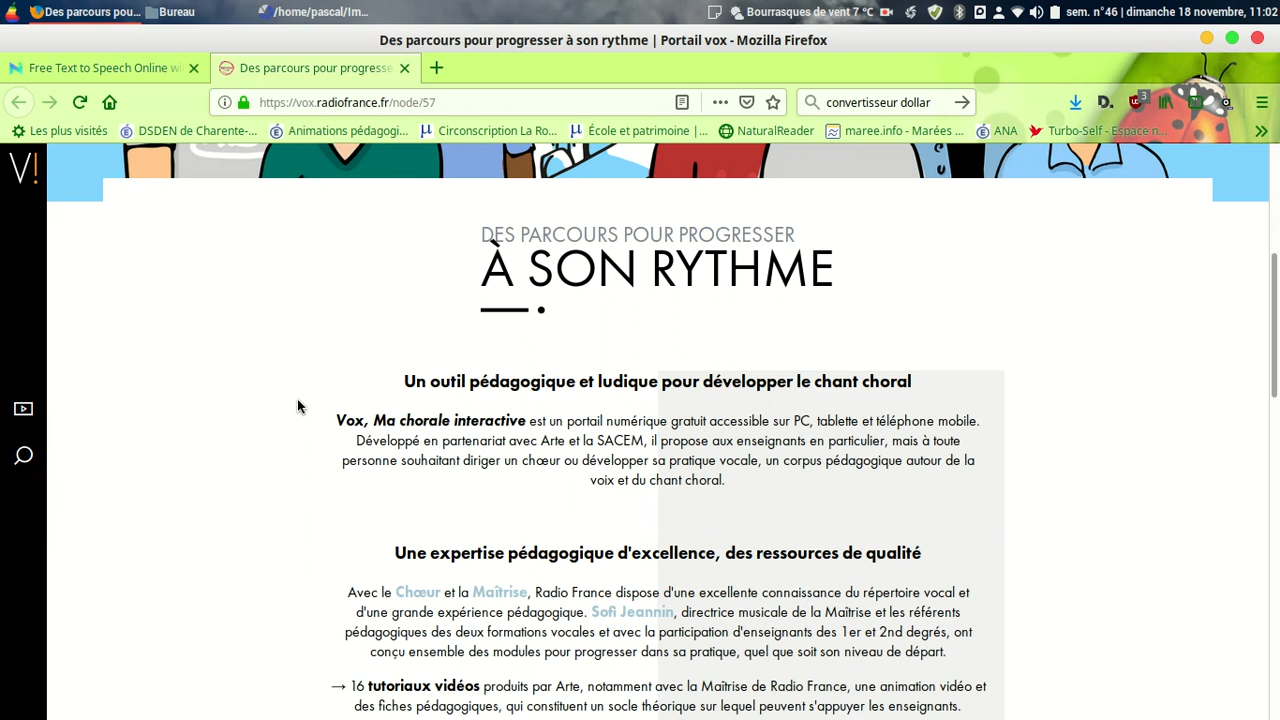 Des parcours pou...
Bureau
/home/pascal/Im...
Bourrasques de vent 7 °C
sem. n°46 | dimanche 18 novembre, 11:02
Des parcours pour progresser à son rythme | Portail vox - Mozilla Firefox
Free Text to Speech Online wi
Des parcours pour progresse
https://vox.radiofrance.fr/node/57
convertisseur dollar
D.
3
Les plus visités
DSDEN de Charente-...
Animations pédagogi...
Circonscription La Ro...
École et patrimoine |...
NaturalReader
maree.info - Marées ...
ANA
Turbo-Self - Espace n...
V!
DES PARCOURS POUR PROGRESSER
À SON RYTHME
Un outil pédagogique et ludique pour développer le chant choral
Vox, Ma chorale interactive est un portail numérique gratuit accessible sur PC, tablette et téléphone mobile.
Développé en partenariat avec Arte et la SACEM, il propose aux enseignants en particulier, mais à toute
personne souhaitant diriger un chœur ou développer sa pratique vocale, un corpus pédagogique autour de la
voix et du chant choral.
Une expertise pédagogique d'excellence, des ressources de qualité
Avec le Chœur et la Maîtrise, Radio France dispose d'une excellente connaissance du répertoire vocal et
d'une grande expérience pédagogique. Sofi Jeannin, directrice musicale de la Maîtrise et les référents
pédagogiques des deux formations vocales et avec la participation d'enseignants des 1er et 2nd degrés, ont
conçu ensemble des modules pour progresser dans sa pratique, quel que soit son niveau de départ.
→ 16 tutoriaux vidéos produits par Arte, notamment avec la Maîtrise de Radio France, une animation vidéo et
des fiches pédagogiques, qui constituent un socle théorique sur lequel peuvent s'appuyer les enseignants.